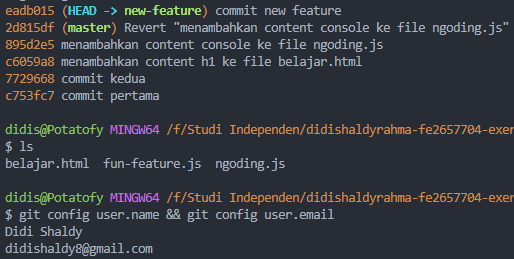 eadb015 (HEAD -> new-feature) commit new feature
2d815df (master) Revert "menambahkan content console ke file ngoding.js"
895d2e5 menambahkan content console ke file ngoding.js
c6059a8 menambahkan content h1 ke file belajar.html
7729668 commit kedua
c753fc7 commit pertama
didis@Potatofy MINGW64 /f/Studi Independen/didishaldyrahma-fe2657704-exer
$ ls
belajar.html  fun-feature.js  ngoding.js
didis@Potatofy MINGW64 /f/Studi Independen/didishaldyrahma-fe2657704-exer
$ git config user.name && git config user.email
Didi Shaldy
didishaldy8@gmail.com